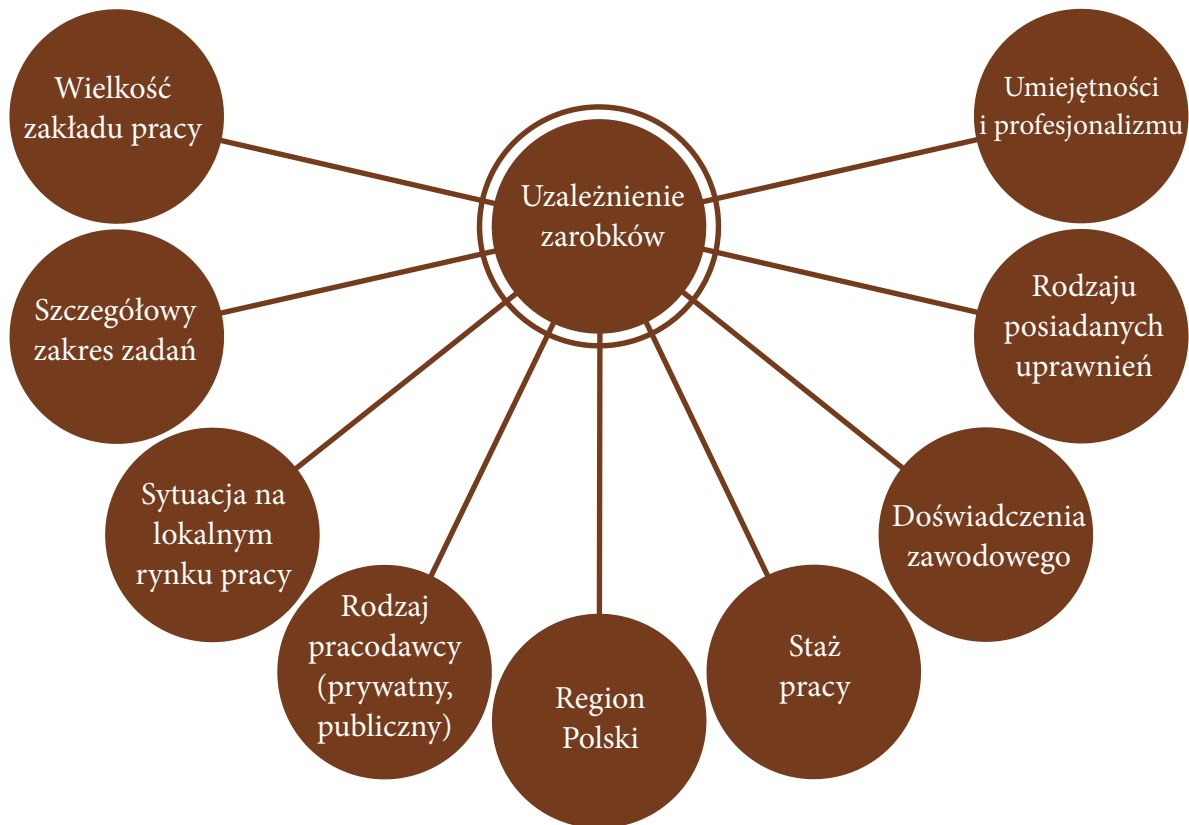 Uzależnienie
zarobków
Wielkość
zakładu pracy
Szczegółowy
zakres zadań
Sytuacja na
lokalnym
rynku pracy
Rodzaj
pracodawcy
(prywatny,
publiczny)
Region
Polski
Staż
pracy
Doświadczenia
zawodowego
Rodzaju
posiadanych
uprawnień
Umiejętności
i profesjonalizmu